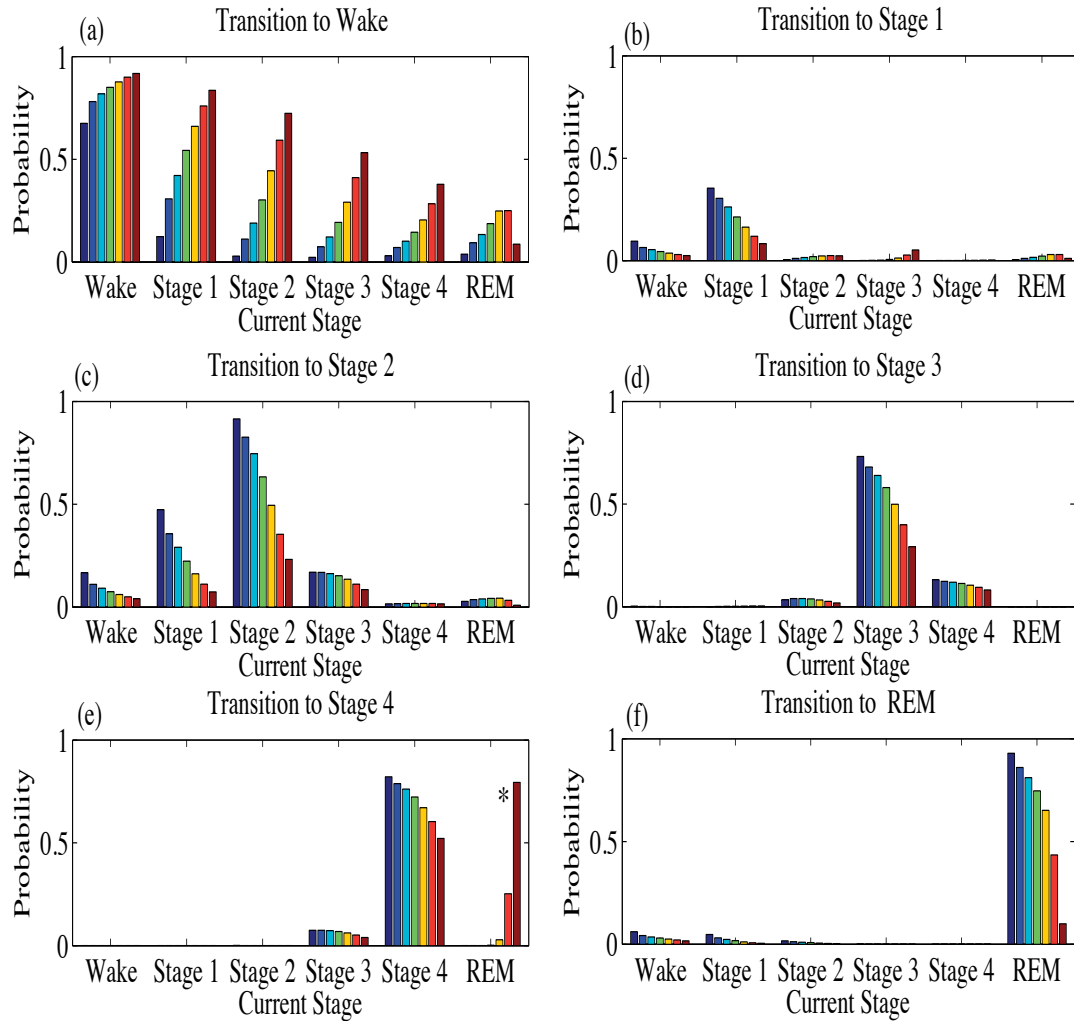 (a) Transition to Wake
1
0.5
0
Probability
Wake Stage 1 Stage 2 Stage 3 Stage 4 REM
Current Stage
(b) Transition to Stage 1
1
0.5
0
Probability
Wake Stage 1 Stage 2 Stage 3 Stage 4 REM
Current Stage
(c) Transition to Stage 2
1
0.5
0
Probability
Wake Stage 1 Stage 2 Stage 3 Stage 4 REM
Current Stage
(d) Transition to Stage 3
1
0.5
0
Probability
Wake Stage 1 Stage 2 Stage 3 Stage 4 REM
Current Stage
(e) Transition to Stage 4
1
0.5
0
Probability
*
Wake Stage 1 Stage 2 Stage 3 Stage 4 REM
Current Stage
(f) Transition to REM
1
0.5
0
Probability
Wake Stage 1 Stage 2 Stage 3 Stage 4 REM
Current Stage